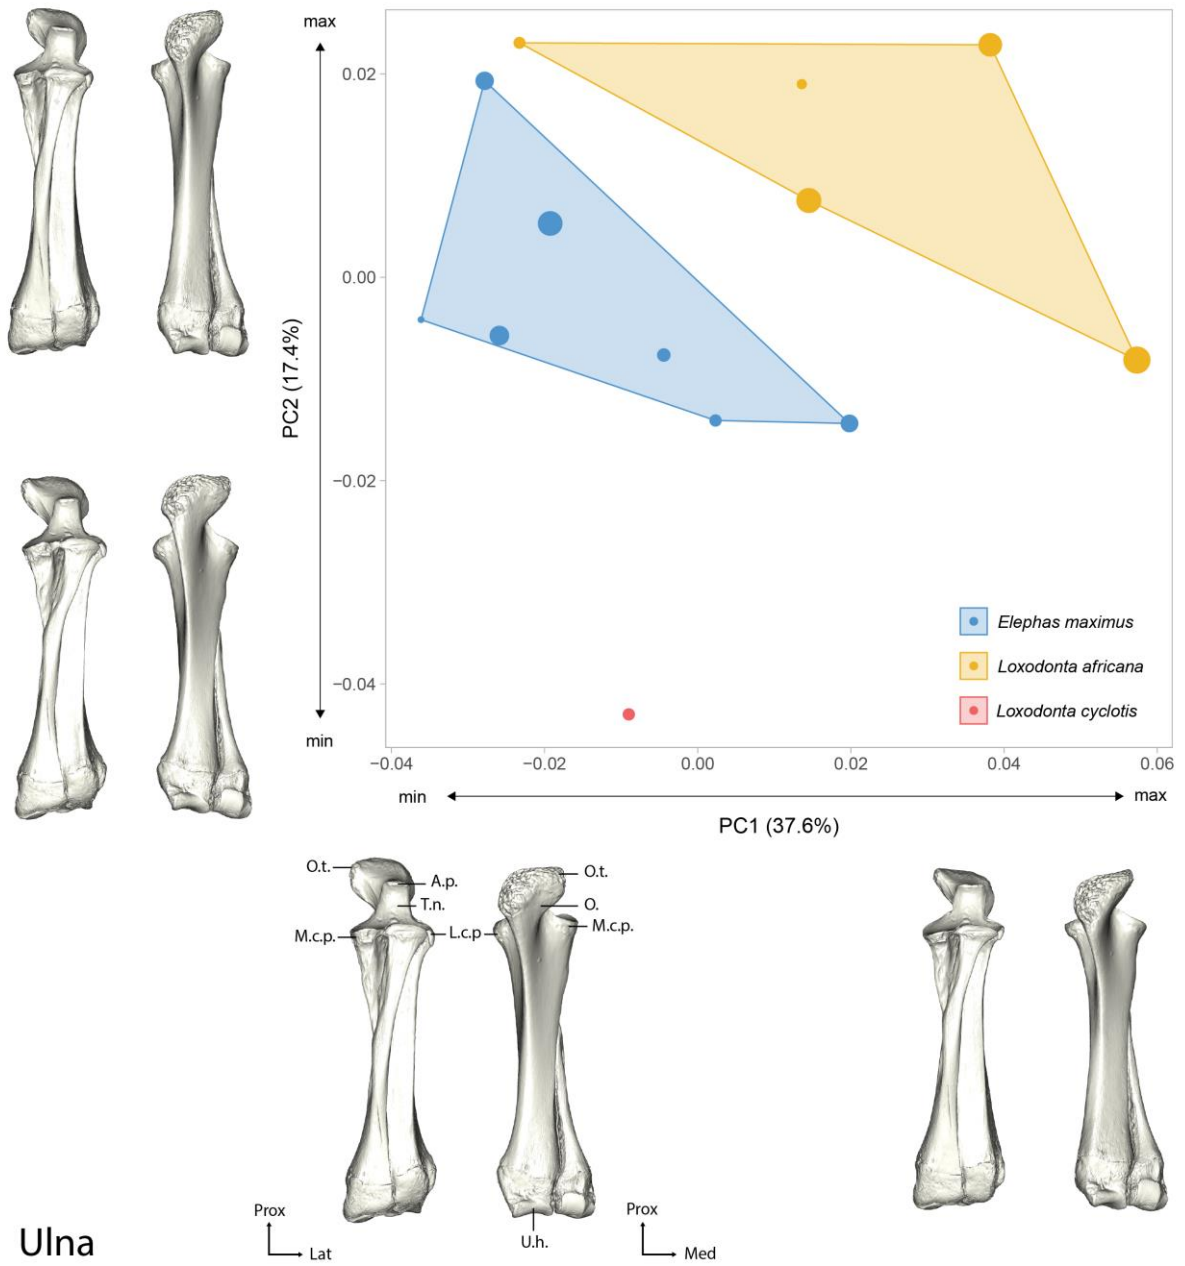 max
0.02
0.00
−0.02
−0.04
PC2 (17.4%)
min
Elephas maximus
Loxodonta africana
Loxodonta cyclotis
−0.04
−0.02
0.00
0.02
0.04
0.06
min
max
PC1 (37.6%)
O.t.
A.p.
T.n.
M.c.p.
L.c.p
O.t.
O.
M.c.p.
U.h.
Prox
Lat
Prox
Med
Ulna